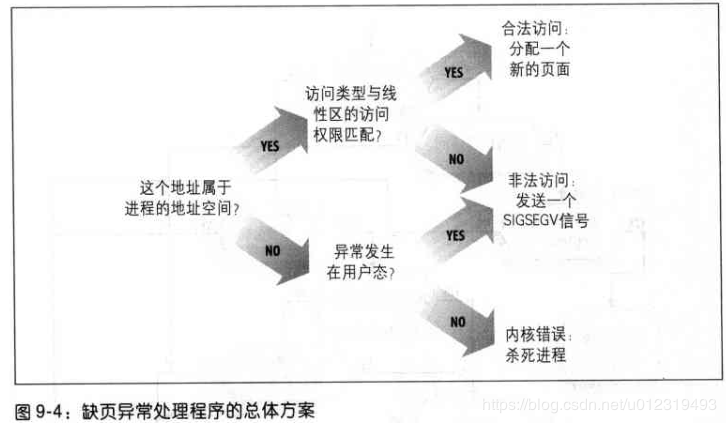 合法访问：
分配一个
新的页面
YES
访问类型与线
性区的访问
权限匹配？
YES
NO
这个地址属于
进程的地址空间？
非法访问：
发送一个
SIGSEGV信号
YES
NO
异常发生
在用户态？
NO
内核错误：
杀死进程
图 9-4：缺页异常处理程序的总体方案
https://blog.csdn.net/u012319493